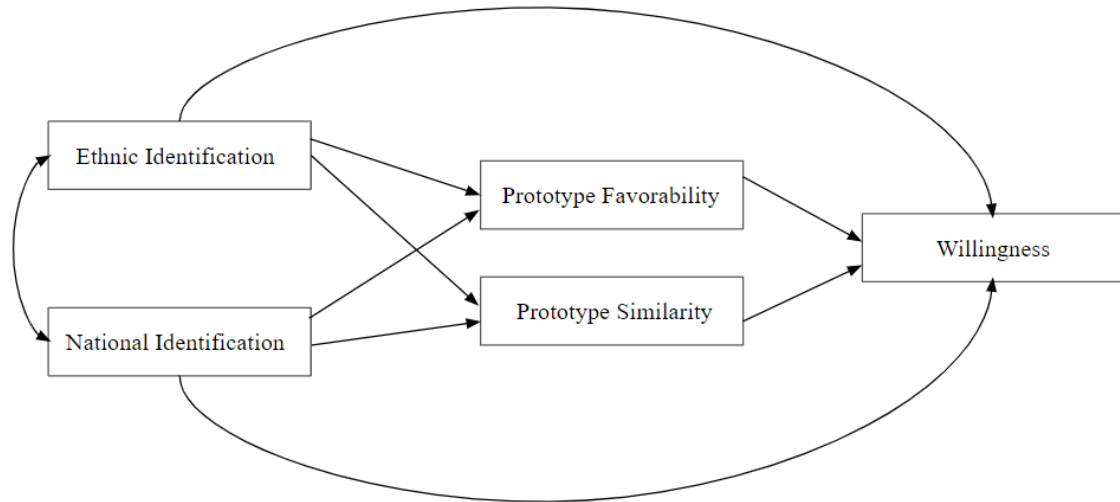 Ethnic Identification
National Identification
Prototype Favorability
Prototype Similarity
Willingness